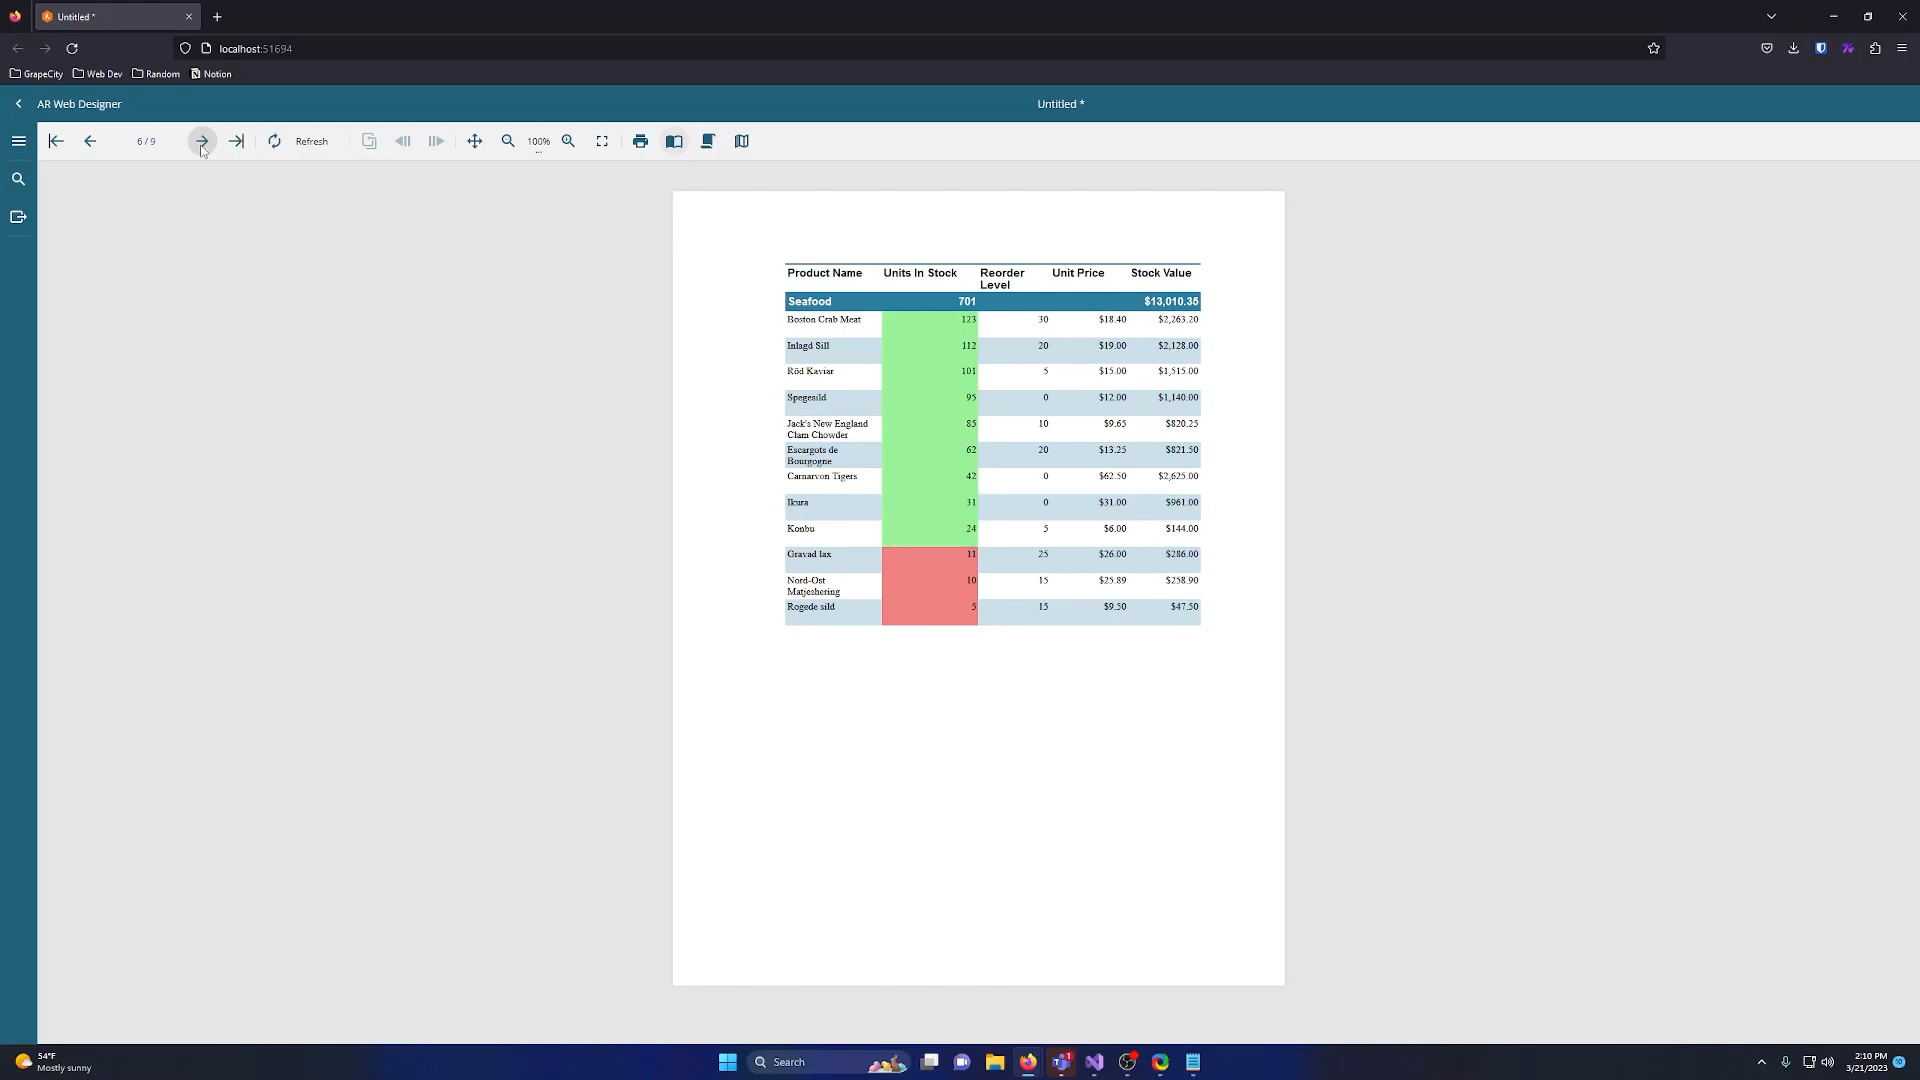 Untitled *
localhost:51694
GrapeCity
Web Dev
Random
Notion
AR Web Designer
Untitled *
6 / 9
Refresh
100%
...
Product Name Units In Stock Reorder Level Unit Price Stock Value
Seafood 701 $13,010.35
Boston Crab Meat 123 30 $18.40 $2,263.20
Inlagd Sill 112 20 $19.00 $2,128.00
Röd Kaviar 101 5 $15.00 $1,515.00
Spegesild 95 0 $12.00 $1,140.00
Jack's New England Clam Chowder 85 10 $9.65 $820.25
Escargots de Bourgogne 62 20 $13.25 $821.50
Carnarvon Tigers 42 0 $62.50 $2,625.00
Ikura 31 0 $31.00 $961.00
Konbu 24 5 $6.00 $144.00
Gravad lax 11 25 $26.00 $286.00
Nord-Ost Matjeshering 10 15 $25.89 $258.90
Rogede sild 5 15 $9.50 $47.50
54°F
Mostly sunny
Search
1
2:10 PM
3/21/2023
10